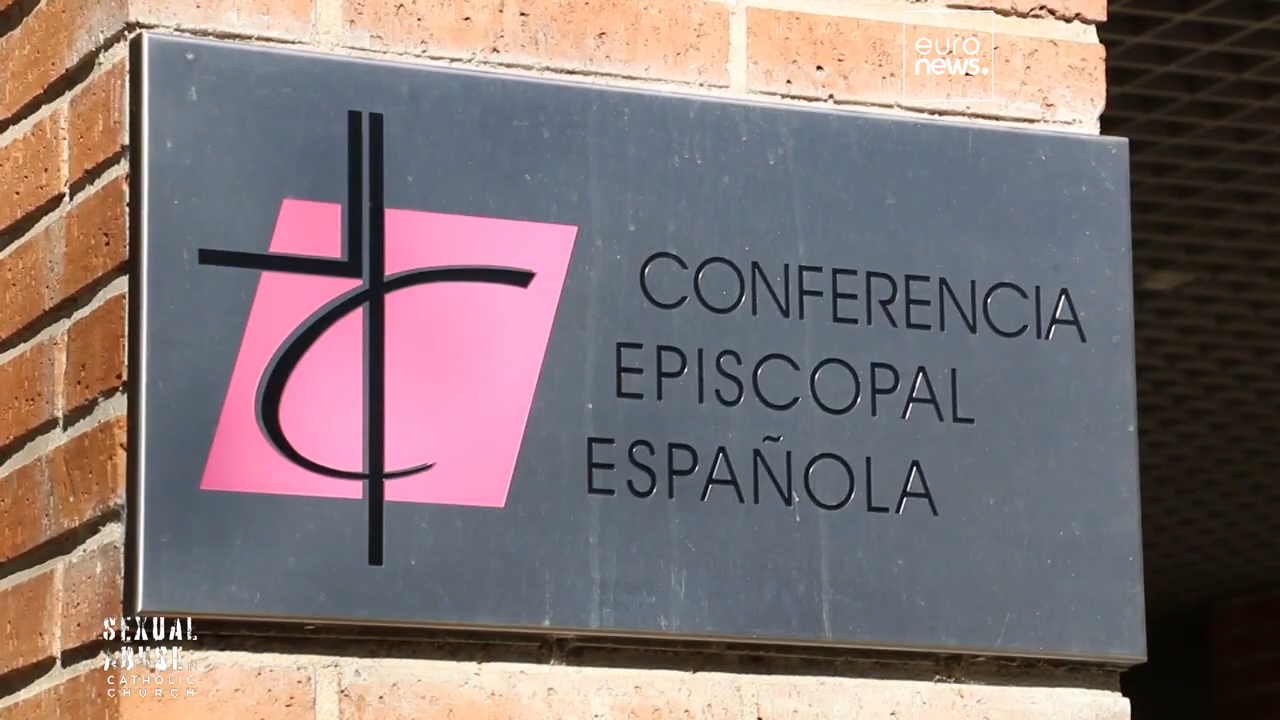 euro
news.
CONFERENCIA
EPISCOPAL
ESPAÑOLA
SEXUAL
ABUSE
CATHOLIC
CHURCH